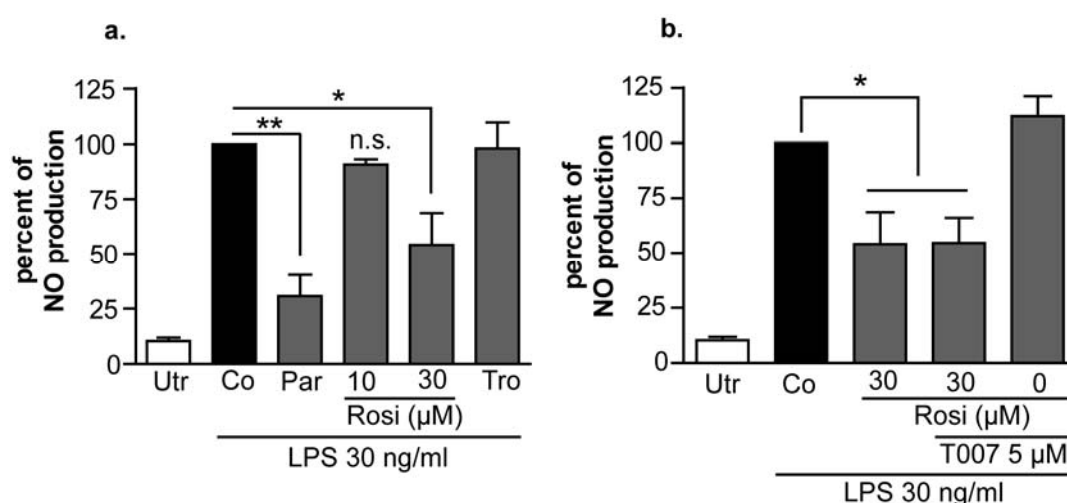 a.
percent of
NO production
125
100
75
50
25
0
**
*
n.s.
Utr Co Par 10 30 Tro
Rosi (µM)
LPS 30 ng/ml
b.
percent of
NO production
125
100
75
50
25
0
*
Utr Co 30 30 0
Rosi (µM)
T007 5 µM
LPS 30 ng/ml